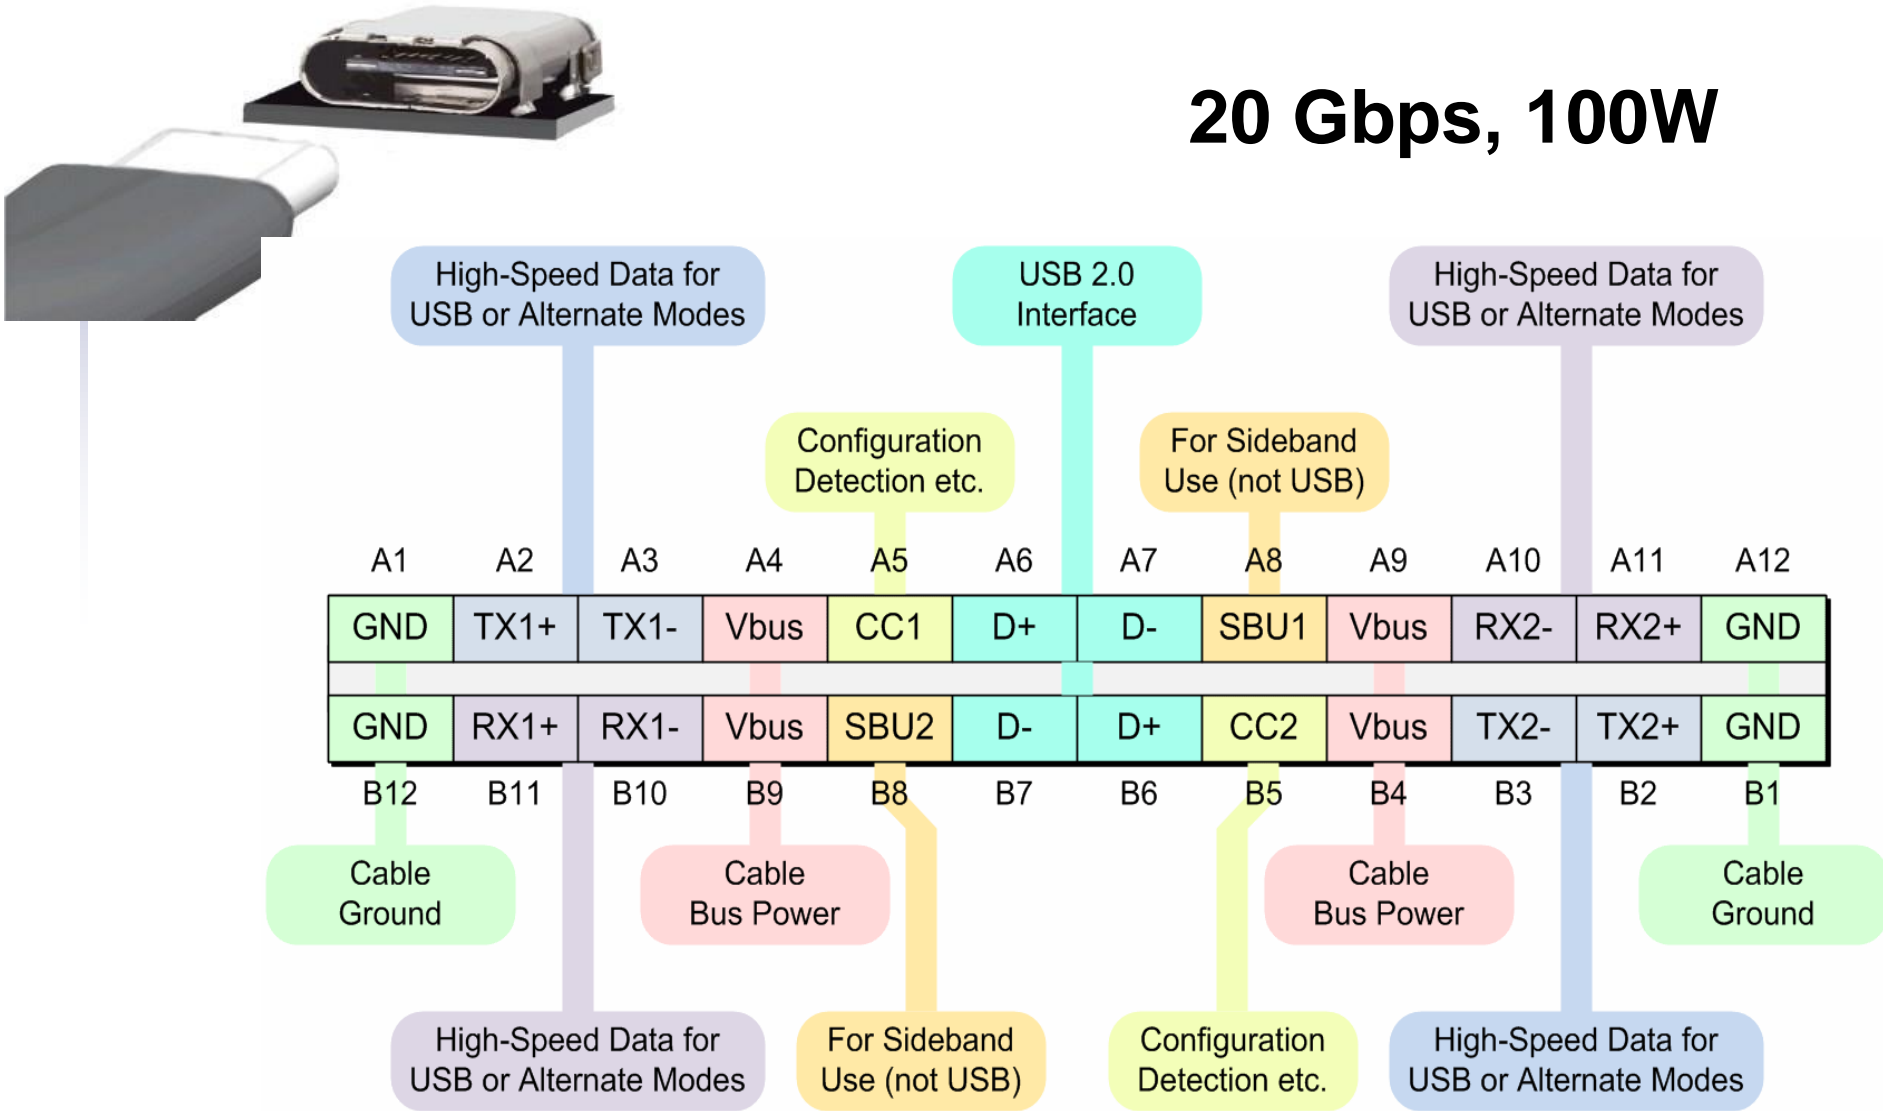 20 Gbps, 100W
High-Speed Data for
USB or Alternate Modes
USB 2.0
Interface
High-Speed Data for
USB or Alternate Modes
Configuration
Detection etc.
For Sideband
Use (not USB)
A1 A2 A3 A4 A5 A6 A7 A8 A9 A10 A11 A12
GND TX1+ TX1- Vbus CC1 D+ D- SBU1 Vbus RX2- RX2+ GND
GND RX1+ RX1- Vbus SBU2 D- D+ CC2 Vbus TX2- TX2+ GND
B12 B11 B10 B9 B8 B7 B6 B5 B4 B3 B2 B1
Cable
Ground
Cable
Bus Power
Cable
Bus Power
Cable
Ground
High-Speed Data for
USB or Alternate Modes
For Sideband
Use (not USB)
Configuration
Detection etc.
High-Speed Data for
USB or Alternate Modes